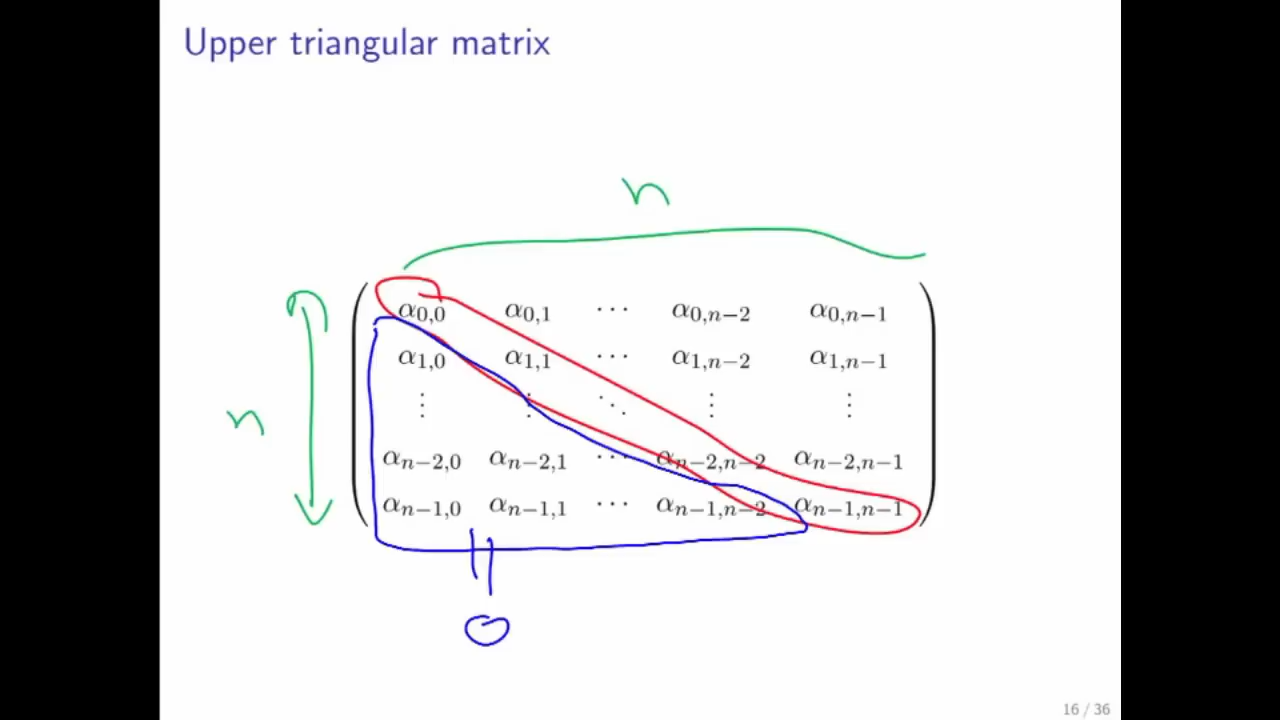 Upper triangular matrix
n
α0,0 α0,1 ··· α0,n−2 α0,n−1
α1,0 α1,1 ··· α1,n−2 α1,n−1
⋮ ⋮ ⋱ ⋮ ⋮
n
αn−2,0 αn−2,1 ··· αn−2,n−2 αn−2,n−1
αn−1,0 αn−1,1 ··· αn−1,n−2 αn−1,n−1
||
0
16 / 36